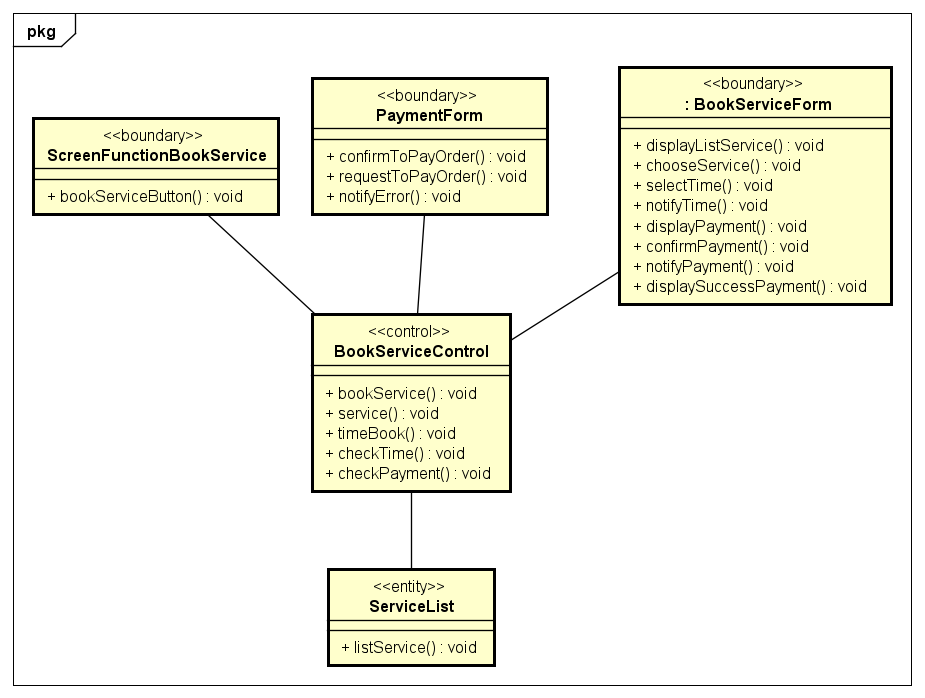 pkg
<<boundary>>
ScreenFunctionBookService
+ bookServiceButton() : void
<<boundary>>
PaymentForm
+ confirmToPayOrder() : void
+ requestToPayOrder() : void
+ notifyError() : void
<<boundary>>
: BookServiceForm
+ displayListService() : void
+ chooseService() : void
+ selectTime() : void
+ notifyTime() : void
+ displayPayment() : void
+ confirmPayment() : void
+ notifyPayment() : void
+ displaySuccessPayment() : void
<<control>>
BookServiceControl
+ bookService() : void
+ service() : void
+ timeBook() : void
+ checkTime() : void
+ checkPayment() : void
<<entity>>
ServiceList
+ listService() : void